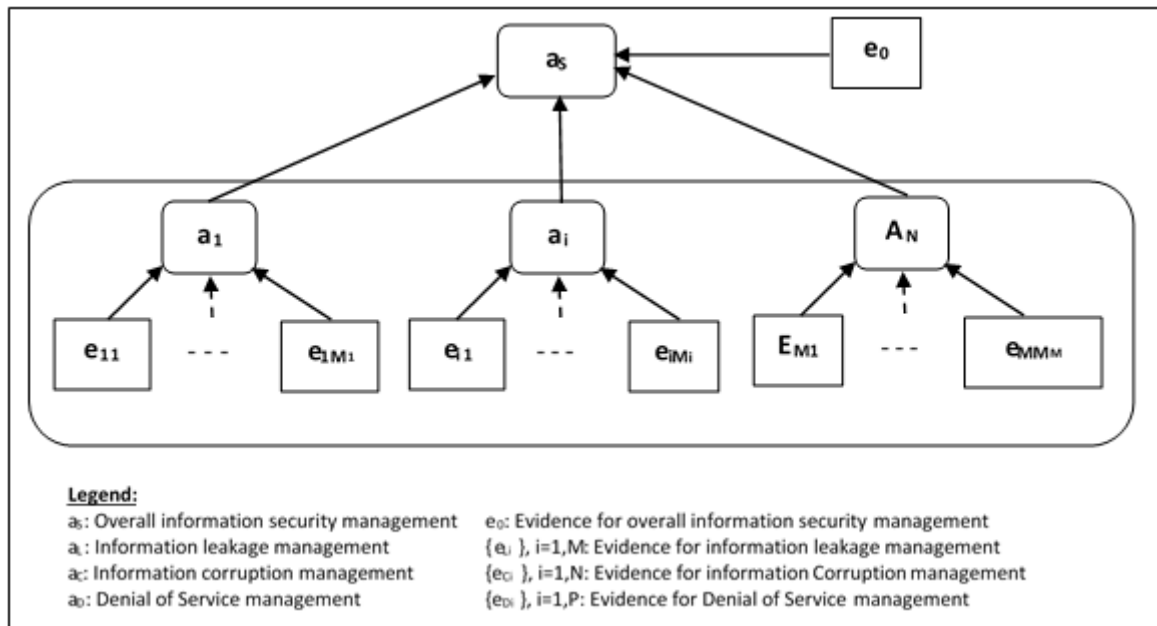 aS
e0
a1
ai
AN
e11
- - -
e1M1
ei1
- - -
eiMi
EM1
- - -
eMMM
Legend:
aS: Overall information security management
e0: Evidence for overall information security management
aL: Information leakage management
{eLi }, i=1,M: Evidence for information leakage management
aC: Information corruption management
{eCi }, i=1,N: Evidence for information Corruption management
aD: Denial of Service management
{eDi }, i=1,P: Evidence for Denial of Service management